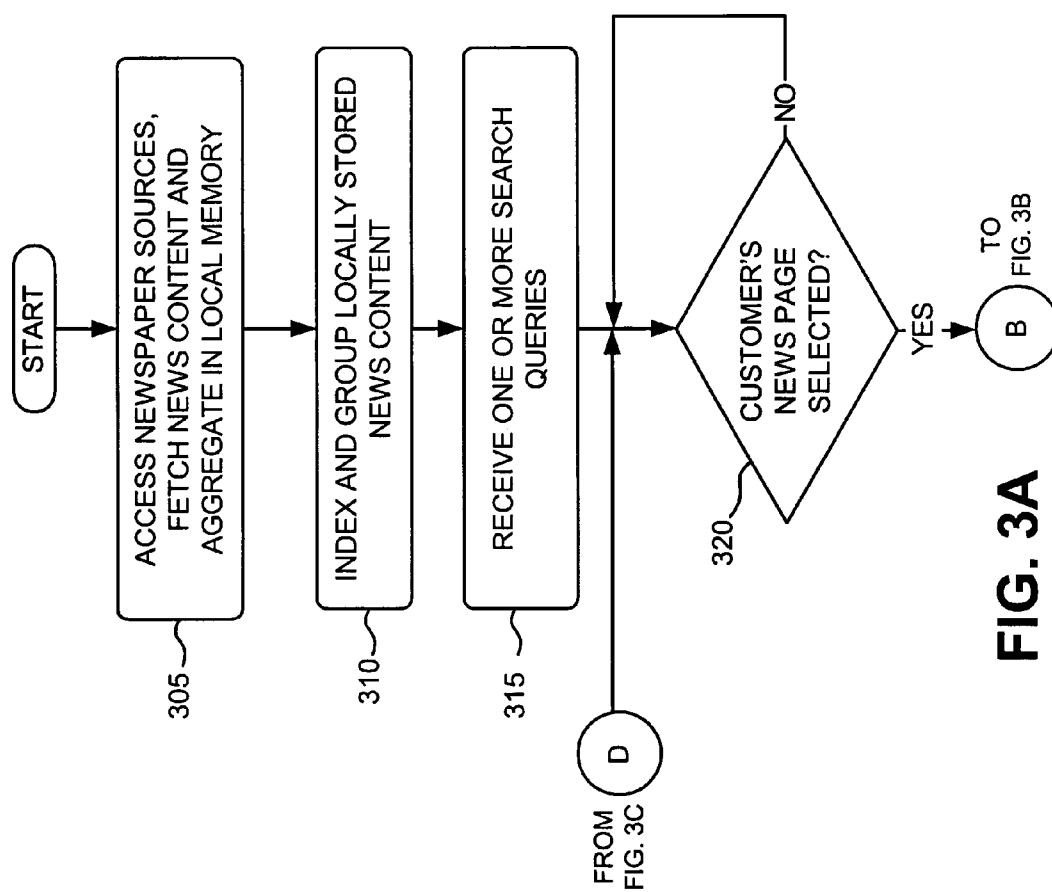 START
ACCESS NEWSPAPER SOURCES,
FETCH NEWS CONTENT AND
AGGREGATE IN LOCAL MEMORY
305
INDEX AND GROUP LOCALLY STORED
NEWS CONTENT
310
RECEIVE ONE OR MORE SEARCH
QUERIES
315
D
FROM
FIG. 3C
CUSTOMER'S
NEWS PAGE
SELECTED?
320
NO
YES
B
TO
FIG. 3B
FIG. 3A